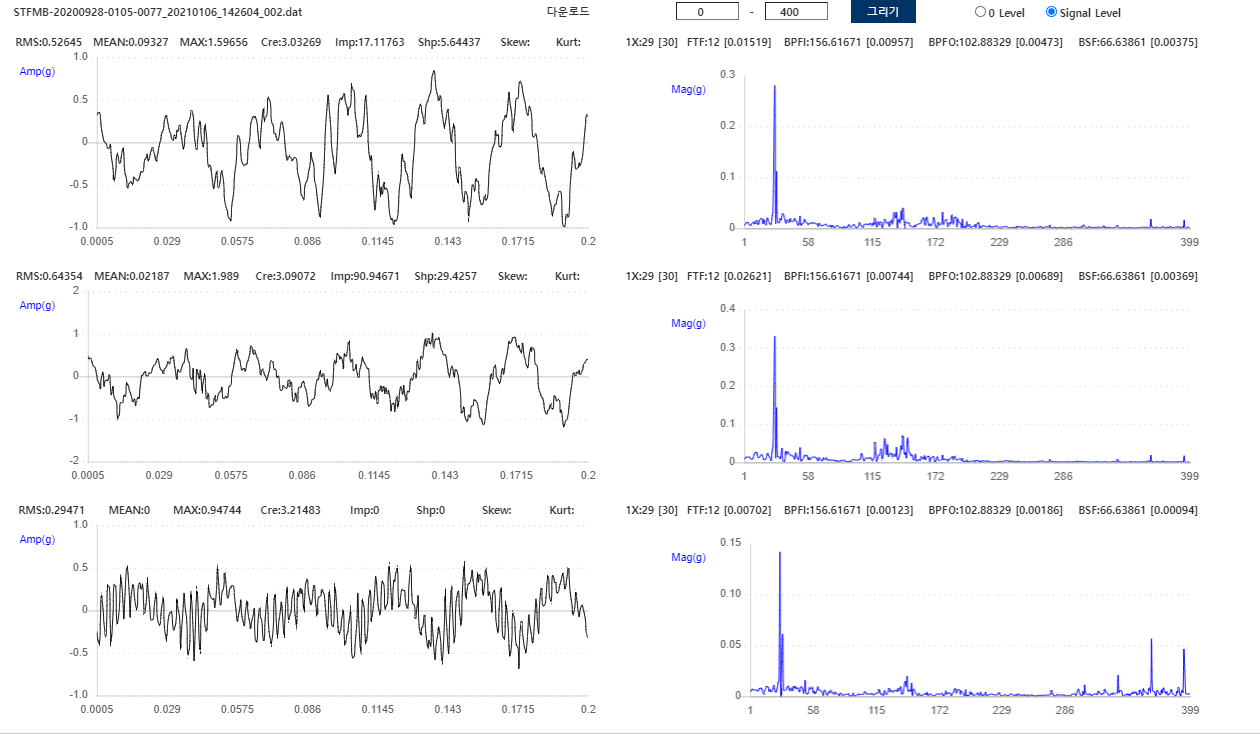 STFMB-20200928-0105-0077_20210106_142604_002.dat 다운로드 0 - 400 그리기 0 Level Signal Level
RMS:0.52645 MEAN:0.09327 MAX:1.59656 Cre:3.03269 Imp:17.11763 Shp:5.64437 Skew: Kurt:
Amp(g)
1.0
0.5
0
-0.5
-1.0
0.0005 0.029 0.0575 0.086 0.1145 0.143 0.1715 0.2
1X:29 [30] FTF:12 [0.01519] BPFI:156.61671 [0.00957] BPFO:102.88329 [0.00473] BSF:66.63861 [0.00375]
Mag(g)
0.3
0.2
0.1
0
1 58 115 172 229 286 399
RMS:0.64354 MEAN:0.02187 MAX:1.989 Cre:3.09072 Imp:90.94671 Shp:29.4257 Skew: Kurt:
Amp(g)
2
1
0
-1
-2
0.0005 0.029 0.0575 0.086 0.1145 0.143 0.1715 0.2
1X:29 [30] FTF:12 [0.02621] BPFI:156.61671 [0.00744] BPFO:102.88329 [0.00689] BSF:66.63861 [0.00369]
Mag(g)
0.4
0.3
0.2
0.1
0
1 58 115 172 229 286 399
RMS:0.29471 MEAN:0 MAX:0.94744 Cre:3.21483 Imp:0 Shp:0 Skew: Kurt:
Amp(g)
1.0
0.5
0
-0.5
-1.0
0.0005 0.029 0.0575 0.086 0.1145 0.143 0.1715 0.2
1X:29 [30] FTF:12 [0.00702] BPFI:156.61671 [0.00123] BPFO:102.88329 [0.00186] BSF:66.63861 [0.00094]
Mag(g)
0.15
0.10
0.05
0
1 58 115 172 229 286 399